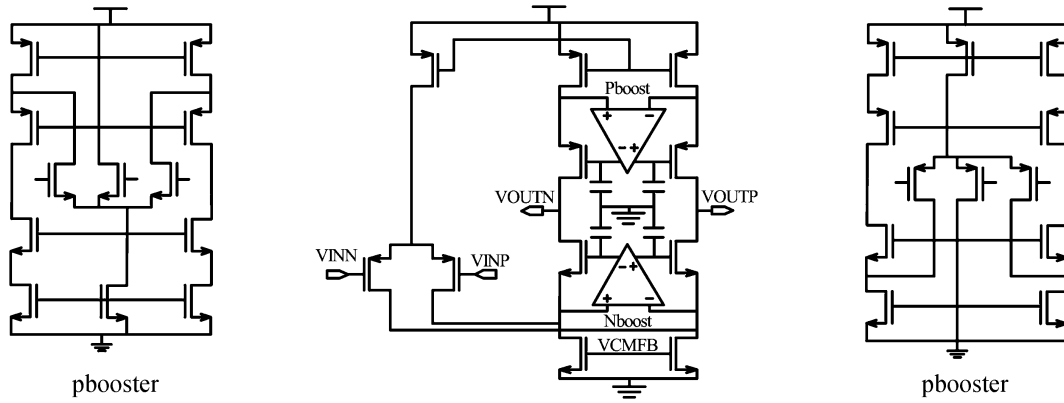 Pboost
+ −
− +
VOUTN
VOUTP
VINN
VINP
− +
+ −
Nboost
VCMFB
pbooster
pbooster